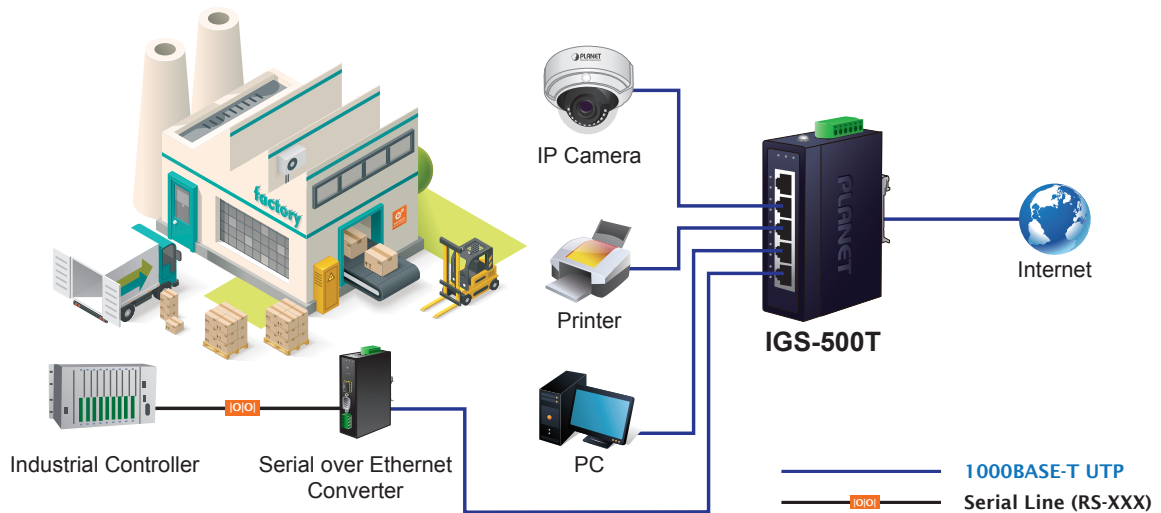 PLANET
IP Camera
factory
PLANET
Internet
Printer
IGS-500T
|O|O|
Industrial Controller
Serial over Ethernet
Converter
PC
1000BASE-T UTP
|O|O|
Serial Line (RS-XXX)